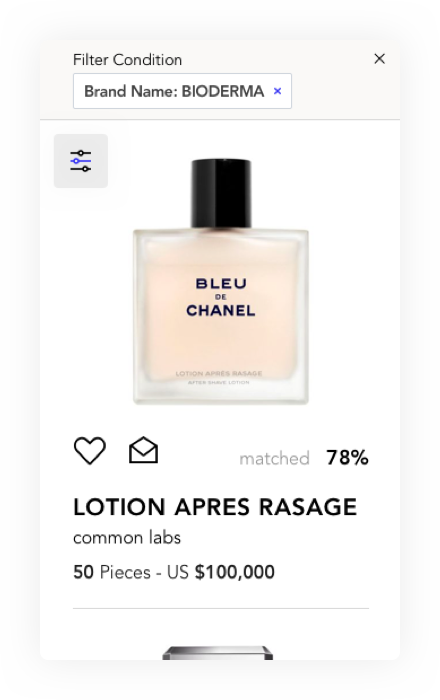 Filter Condition
Brand Name: BIODERMA ×
BLEU
DE
CHANEL
LOTION APRÈS RASAGE
AFTER SHAVE LOTION
matched 78%
LOTION APRES RASAGE
common labs
50 Pieces - US $100,000